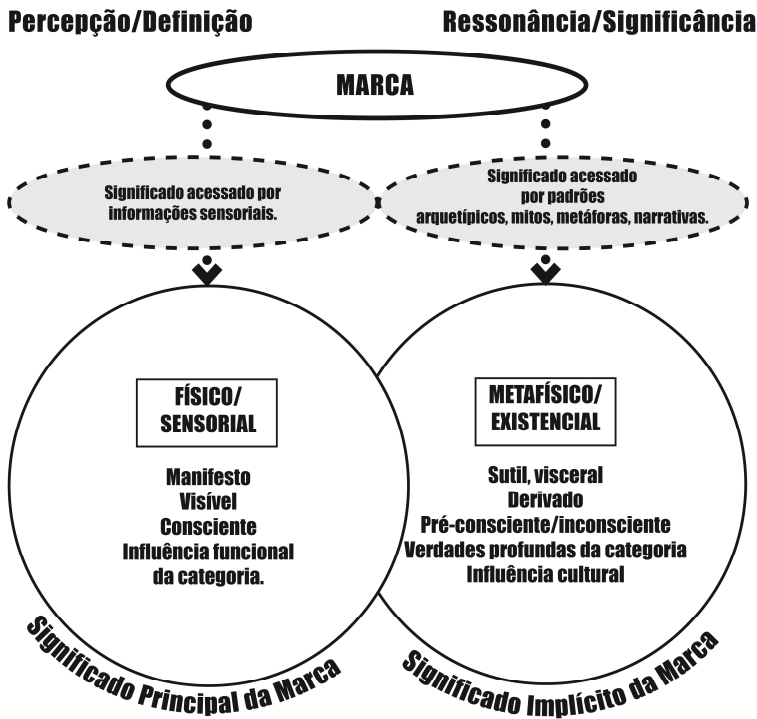 Percepção/Definição
Ressonância/Significância
MARCA
Significado acessado por
informações sensoriais.
Significado acessado
por padrões
arquetípicos, mitos, metáforas, narrativas.
FÍSICO/
SENSORIAL
Manifesto
Visível
Consciente
Influência funcional
da categoria.
METAFÍSICO/
EXISTENCIAL
Sutil, visceral
Derivado
Pré-consciente/inconsciente
Verdades profundas da categoria
Influência cultural
Significado Principal da Marca
Significado Implícito da Marca